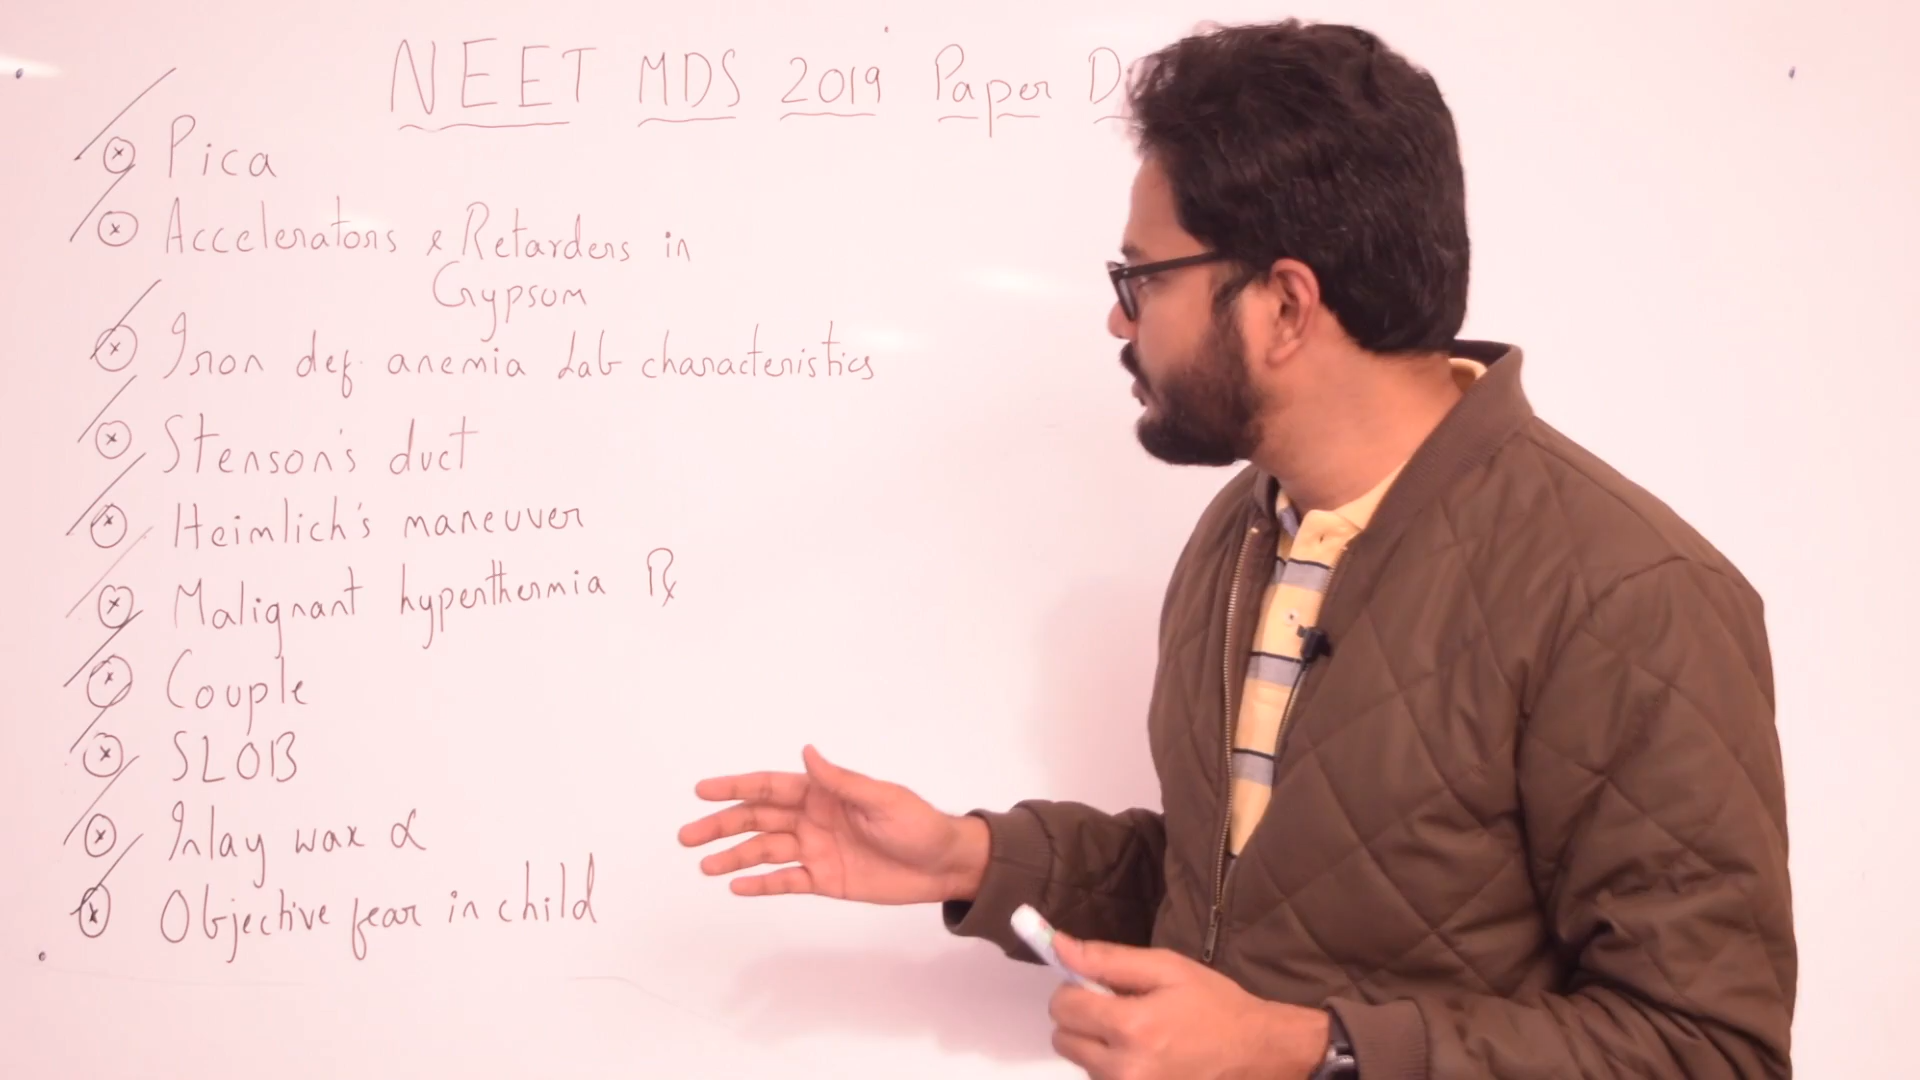 NEET MDS 2019 Paper D
Pica
Accelerators & Retarders in
Gypsum
Iron def. anemia Lab characteristics
Stenson's duct
Heimlich's maneuver
Malignant hyperthermia ℞
Couple
SLOB
Inlay wax α
Objective fear in child